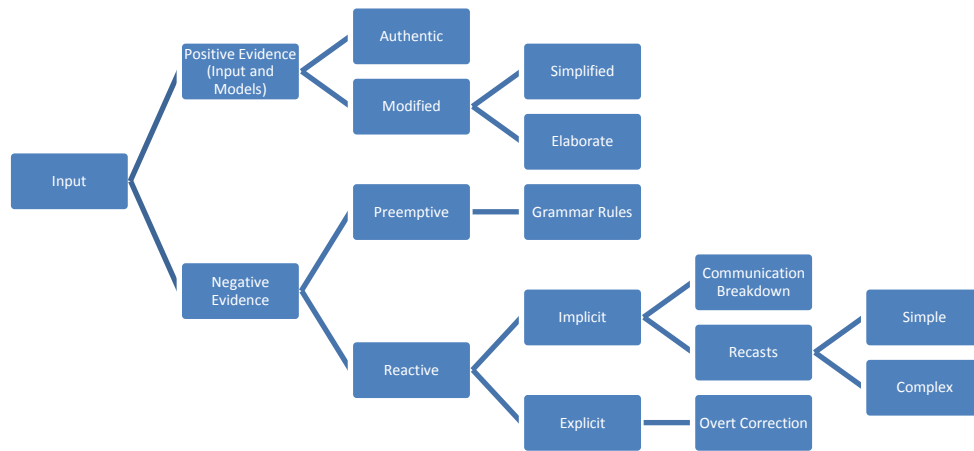 Input
Positive Evidence
(Input and
Models)
Authentic
Modified
Simplified
Elaborate
Negative
Evidence
Preemptive
Grammar Rules
Reactive
Implicit
Communication
Breakdown
Recasts
Simple
Complex
Explicit
Overt Correction